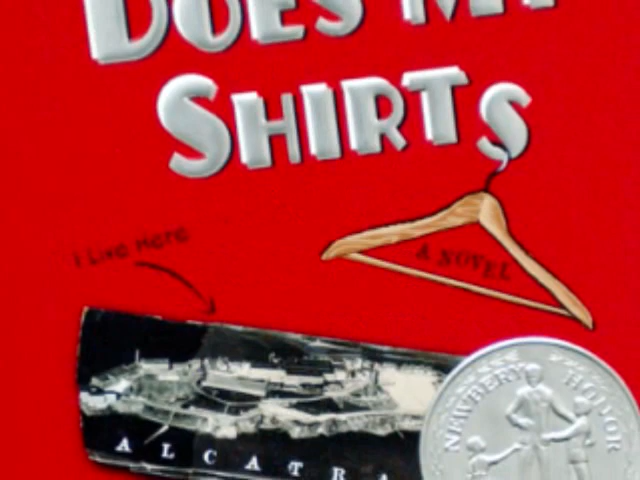 DOES MY
SHIRTS
I Live Here
A NOVEL
NEWBERY HONOR
ALCATRA